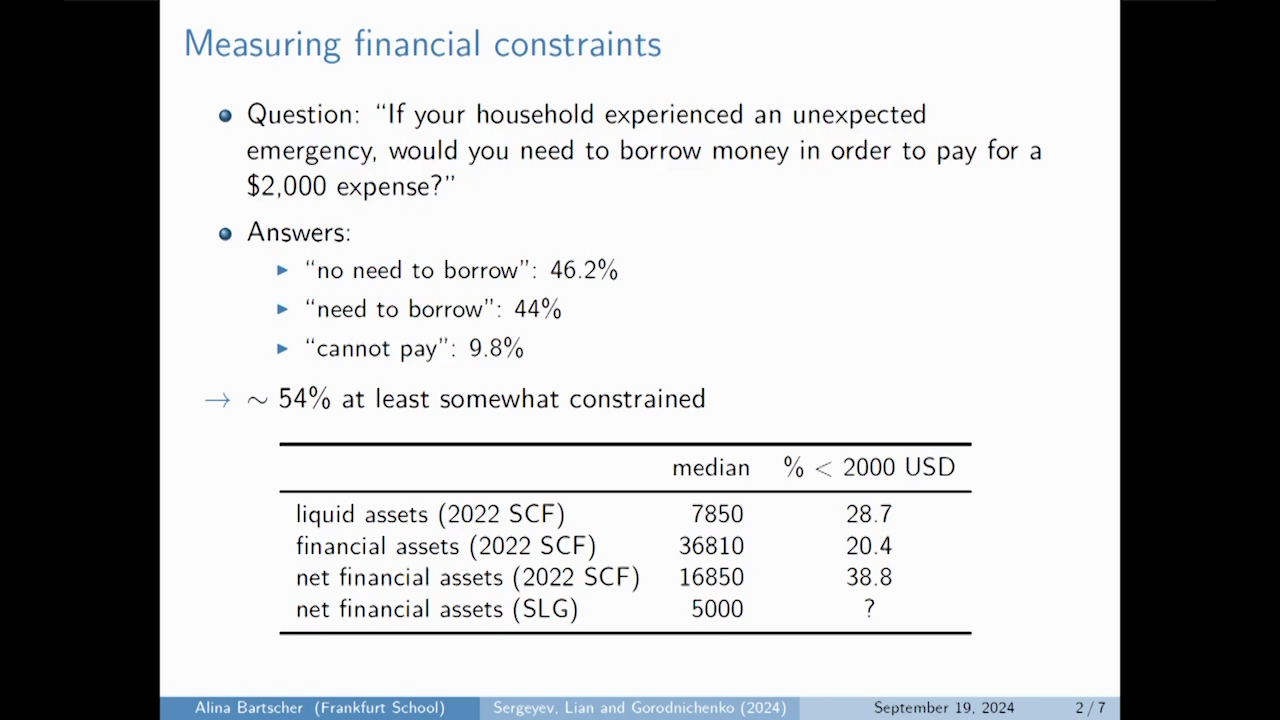 Measuring financial constraints
Question: “If your household experienced an unexpected
emergency, would you need to borrow money in order to pay for a
$2,000 expense?”
Answers:
“no need to borrow”: 46.2%
“need to borrow”: 44%
“cannot pay”: 9.8%
→ ∼ 54% at least somewhat constrained
median % < 2000 USD
liquid assets (2022 SCF) 7850 28.7
financial assets (2022 SCF) 36810 20.4
net financial assets (2022 SCF) 16850 38.8
net financial assets (SLG) 5000 ?
Alina Bartscher (Frankfurt School) Sergeyev, Lian and Gorodnichenko (2024) September 19, 2024 2 / 7